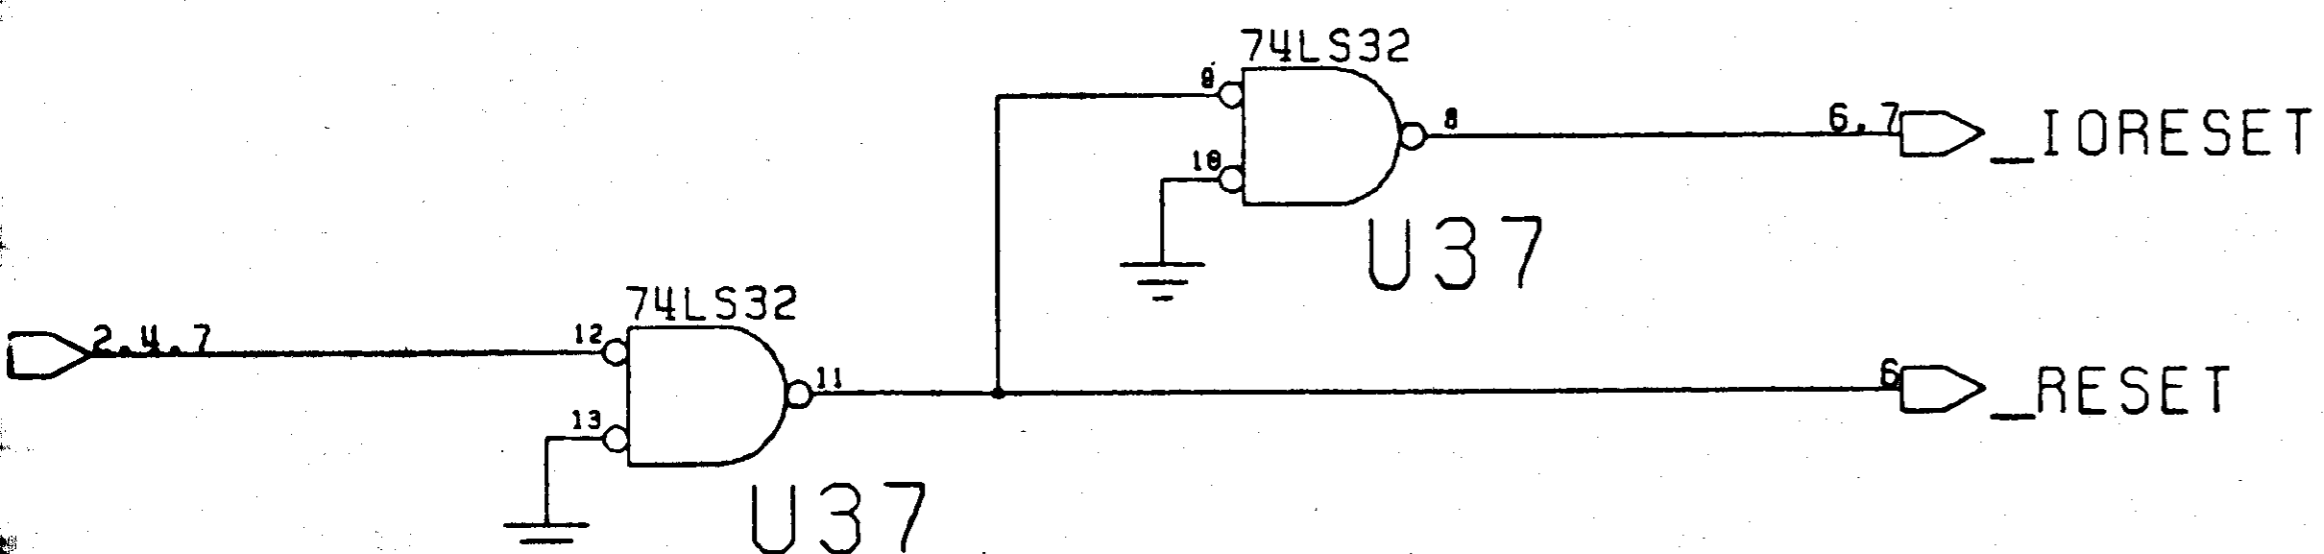 74LS32
9
8
6,7
_IORESET
10
U37
74LS32
2,4,7
12
11
6
_RESET
13
U37